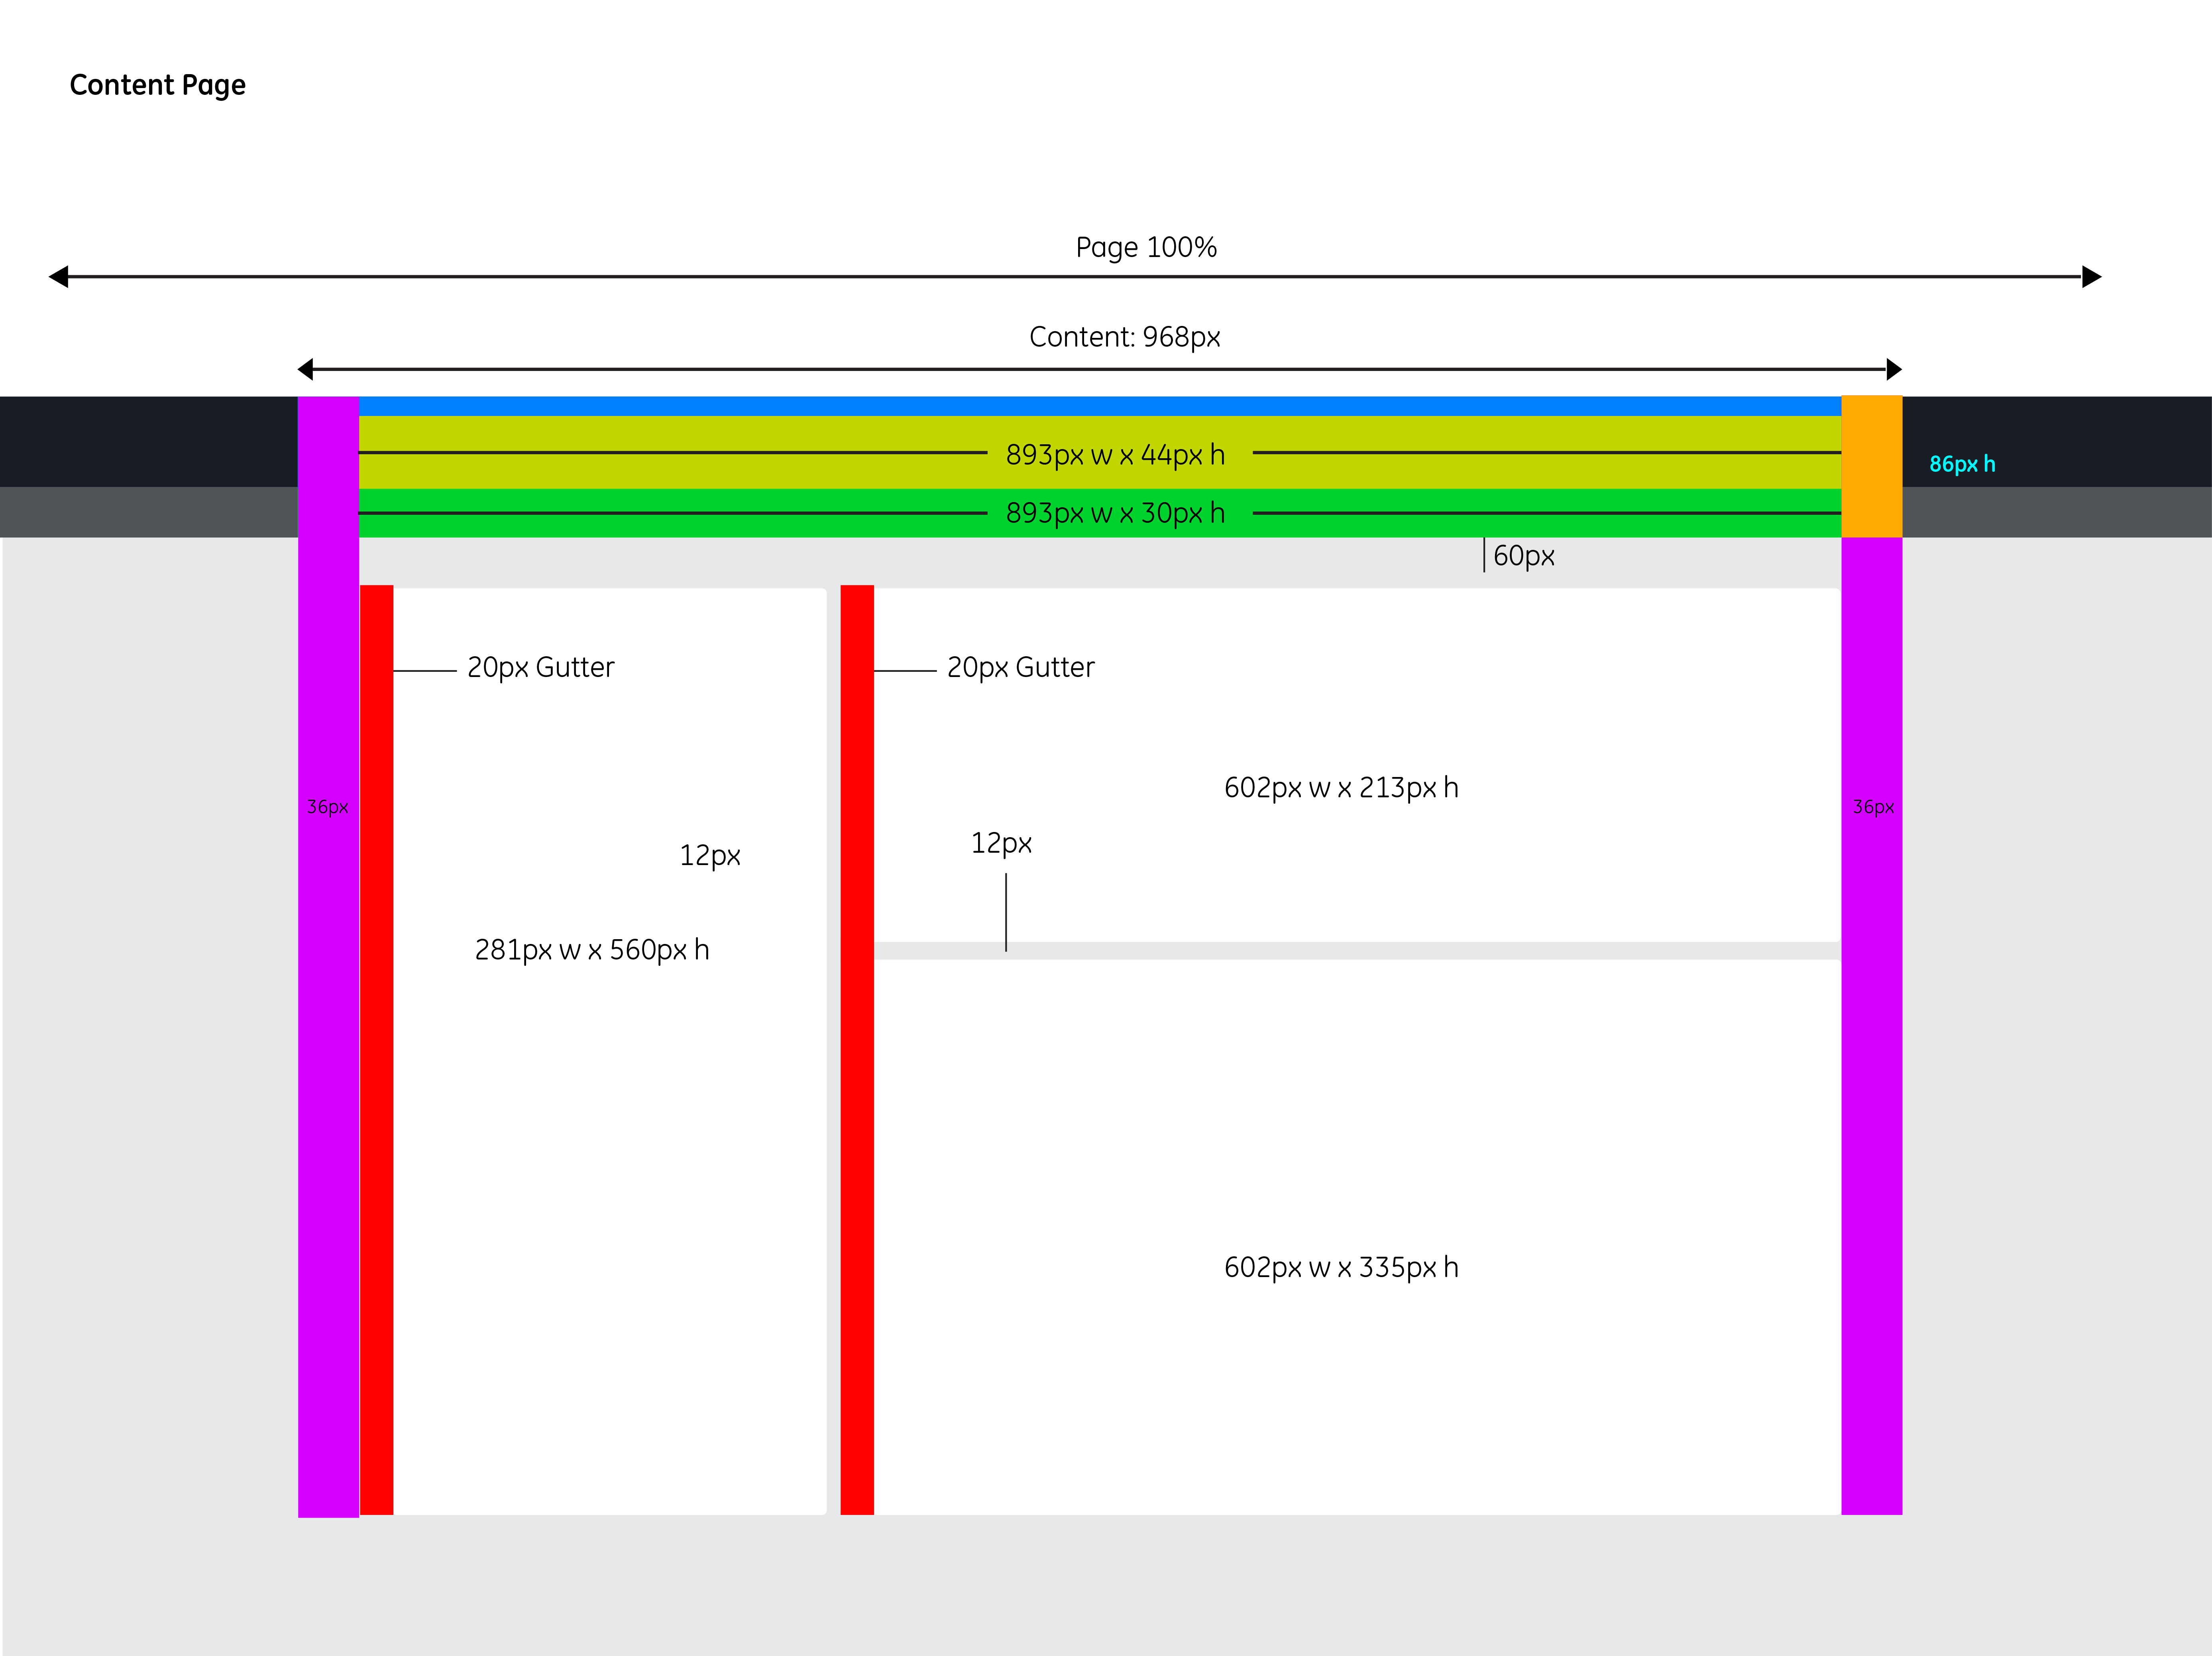 Content Page
Page 100%
Content: 968px
893px w x 44px h
86px h
893px w x 30px h
60px
20px Gutter
20px Gutter
602px w x 213px h
36px
36px
12px
12px
281px w x 560px h
602px w x 335px h